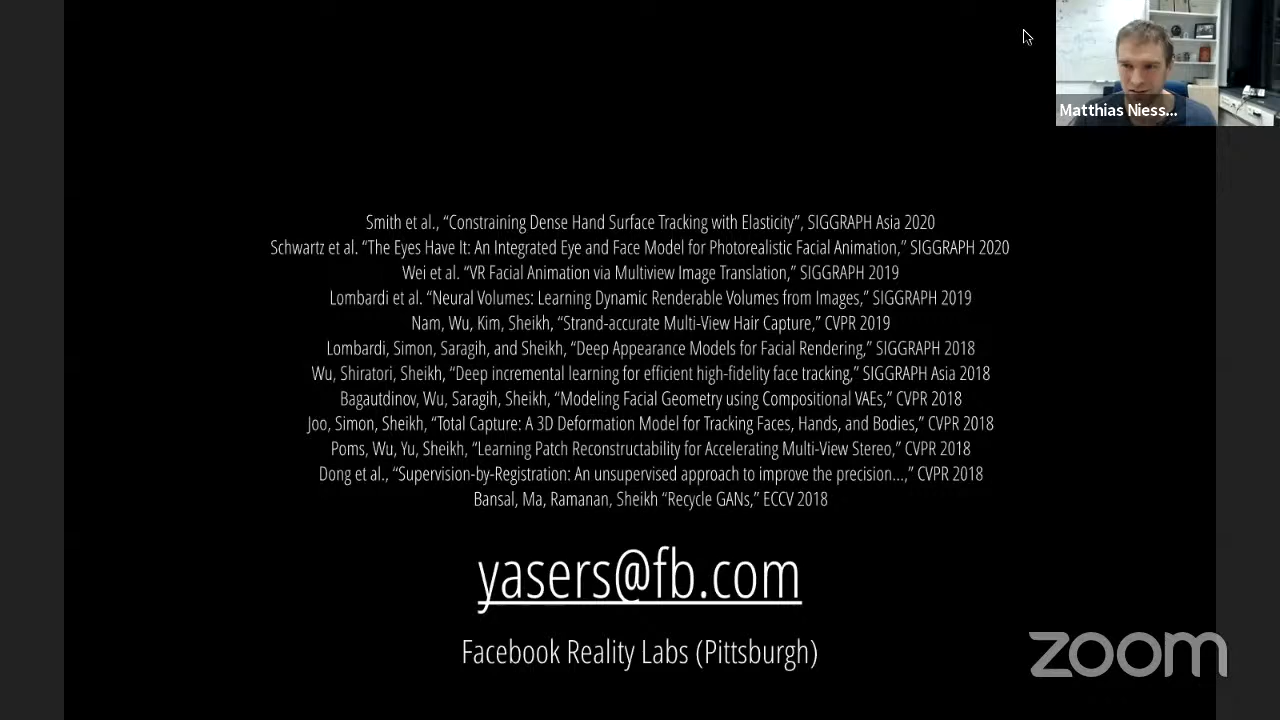 Matthias Niess...
Smith et al., “Constraining Dense Hand Surface Tracking with Elasticity”, SIGGRAPH Asia 2020
Schwartz et al. “The Eyes Have It: An Integrated Eye and Face Model for Photorealistic Facial Animation,” SIGGRAPH 2020
Wei et al. “VR Facial Animation via Multiview Image Translation,” SIGGRAPH 2019
Lombardi et al. “Neural Volumes: Learning Dynamic Renderable Volumes from Images,” SIGGRAPH 2019
Nam, Wu, Kim, Sheikh, “Strand-accurate Multi-View Hair Capture,” CVPR 2019
Lombardi, Simon, Saragih, and Sheikh, “Deep Appearance Models for Facial Rendering,” SIGGRAPH 2018
Wu, Shiratori, Sheikh, “Deep incremental learning for efficient high-fidelity face tracking,” SIGGRAPH Asia 2018
Bagautdinov, Wu, Saragih, Sheikh, “Modeling Facial Geometry using Compositional VAEs,” CVPR 2018
Joo, Simon, Sheikh, “Total Capture: A 3D Deformation Model for Tracking Faces, Hands, and Bodies,” CVPR 2018
Poms, Wu, Yu, Sheikh, “Learning Patch Reconstructability for Accelerating Multi-View Stereo,” CVPR 2018
Dong et al., “Supervision-by-Registration: An unsupervised approach to improve the precision...,” CVPR 2018
Bansal, Ma, Ramanan, Sheikh “Recycle GANs,” ECCV 2018
yasers@fb.com
Facebook Reality Labs (Pittsburgh)
zoom